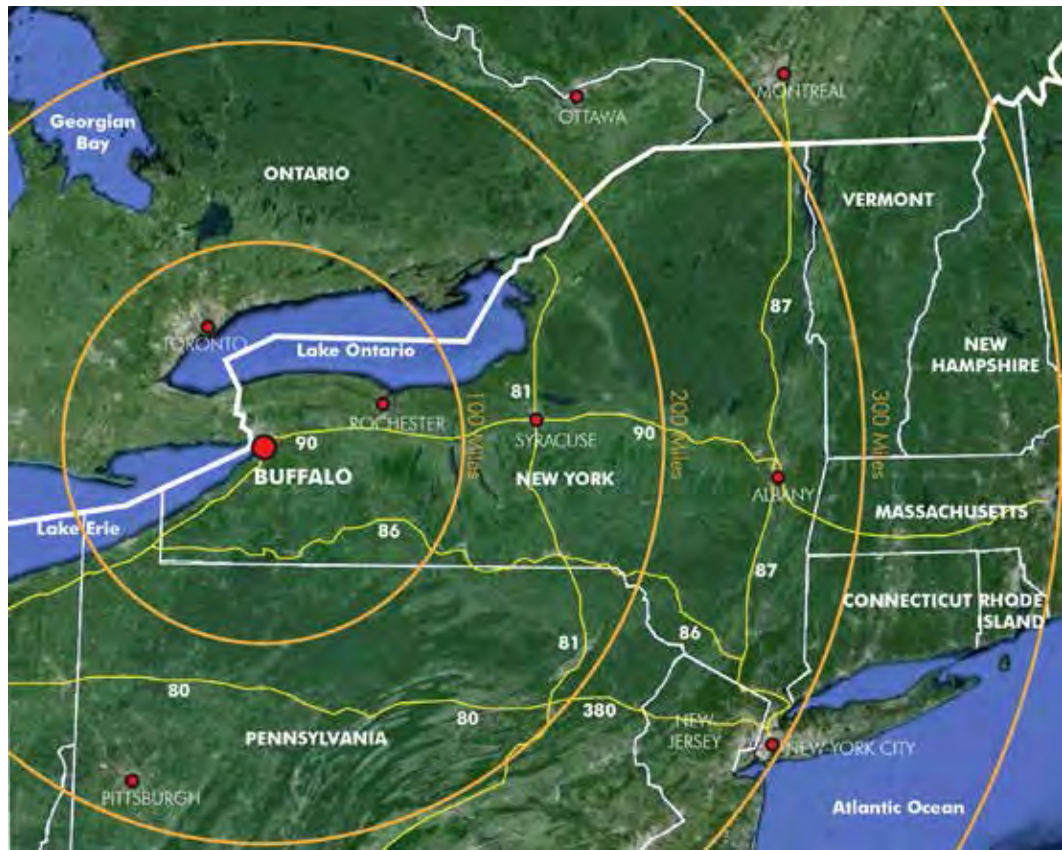 Georgian
Bay
OTTAWA
MONTREAL
ONTARIO
VERMONT
87
TORONTO
Lake Ontario
NEW
HAMPSHIRE
81
ROCHESTER
100 Miles
200 Miles
300 Miles
90
SYRACUSE
90
BUFFALO
NEW YORK
ALBANY
Lake Erie
86
MASSACHUSETTS
87
CONNECTICUT
RHODE
ISLAND
81
86
80
80
380
NEW
JERSEY
PENNSYLVANIA
NEW YORK CITY
PITTSBURGH
Atlantic Ocean